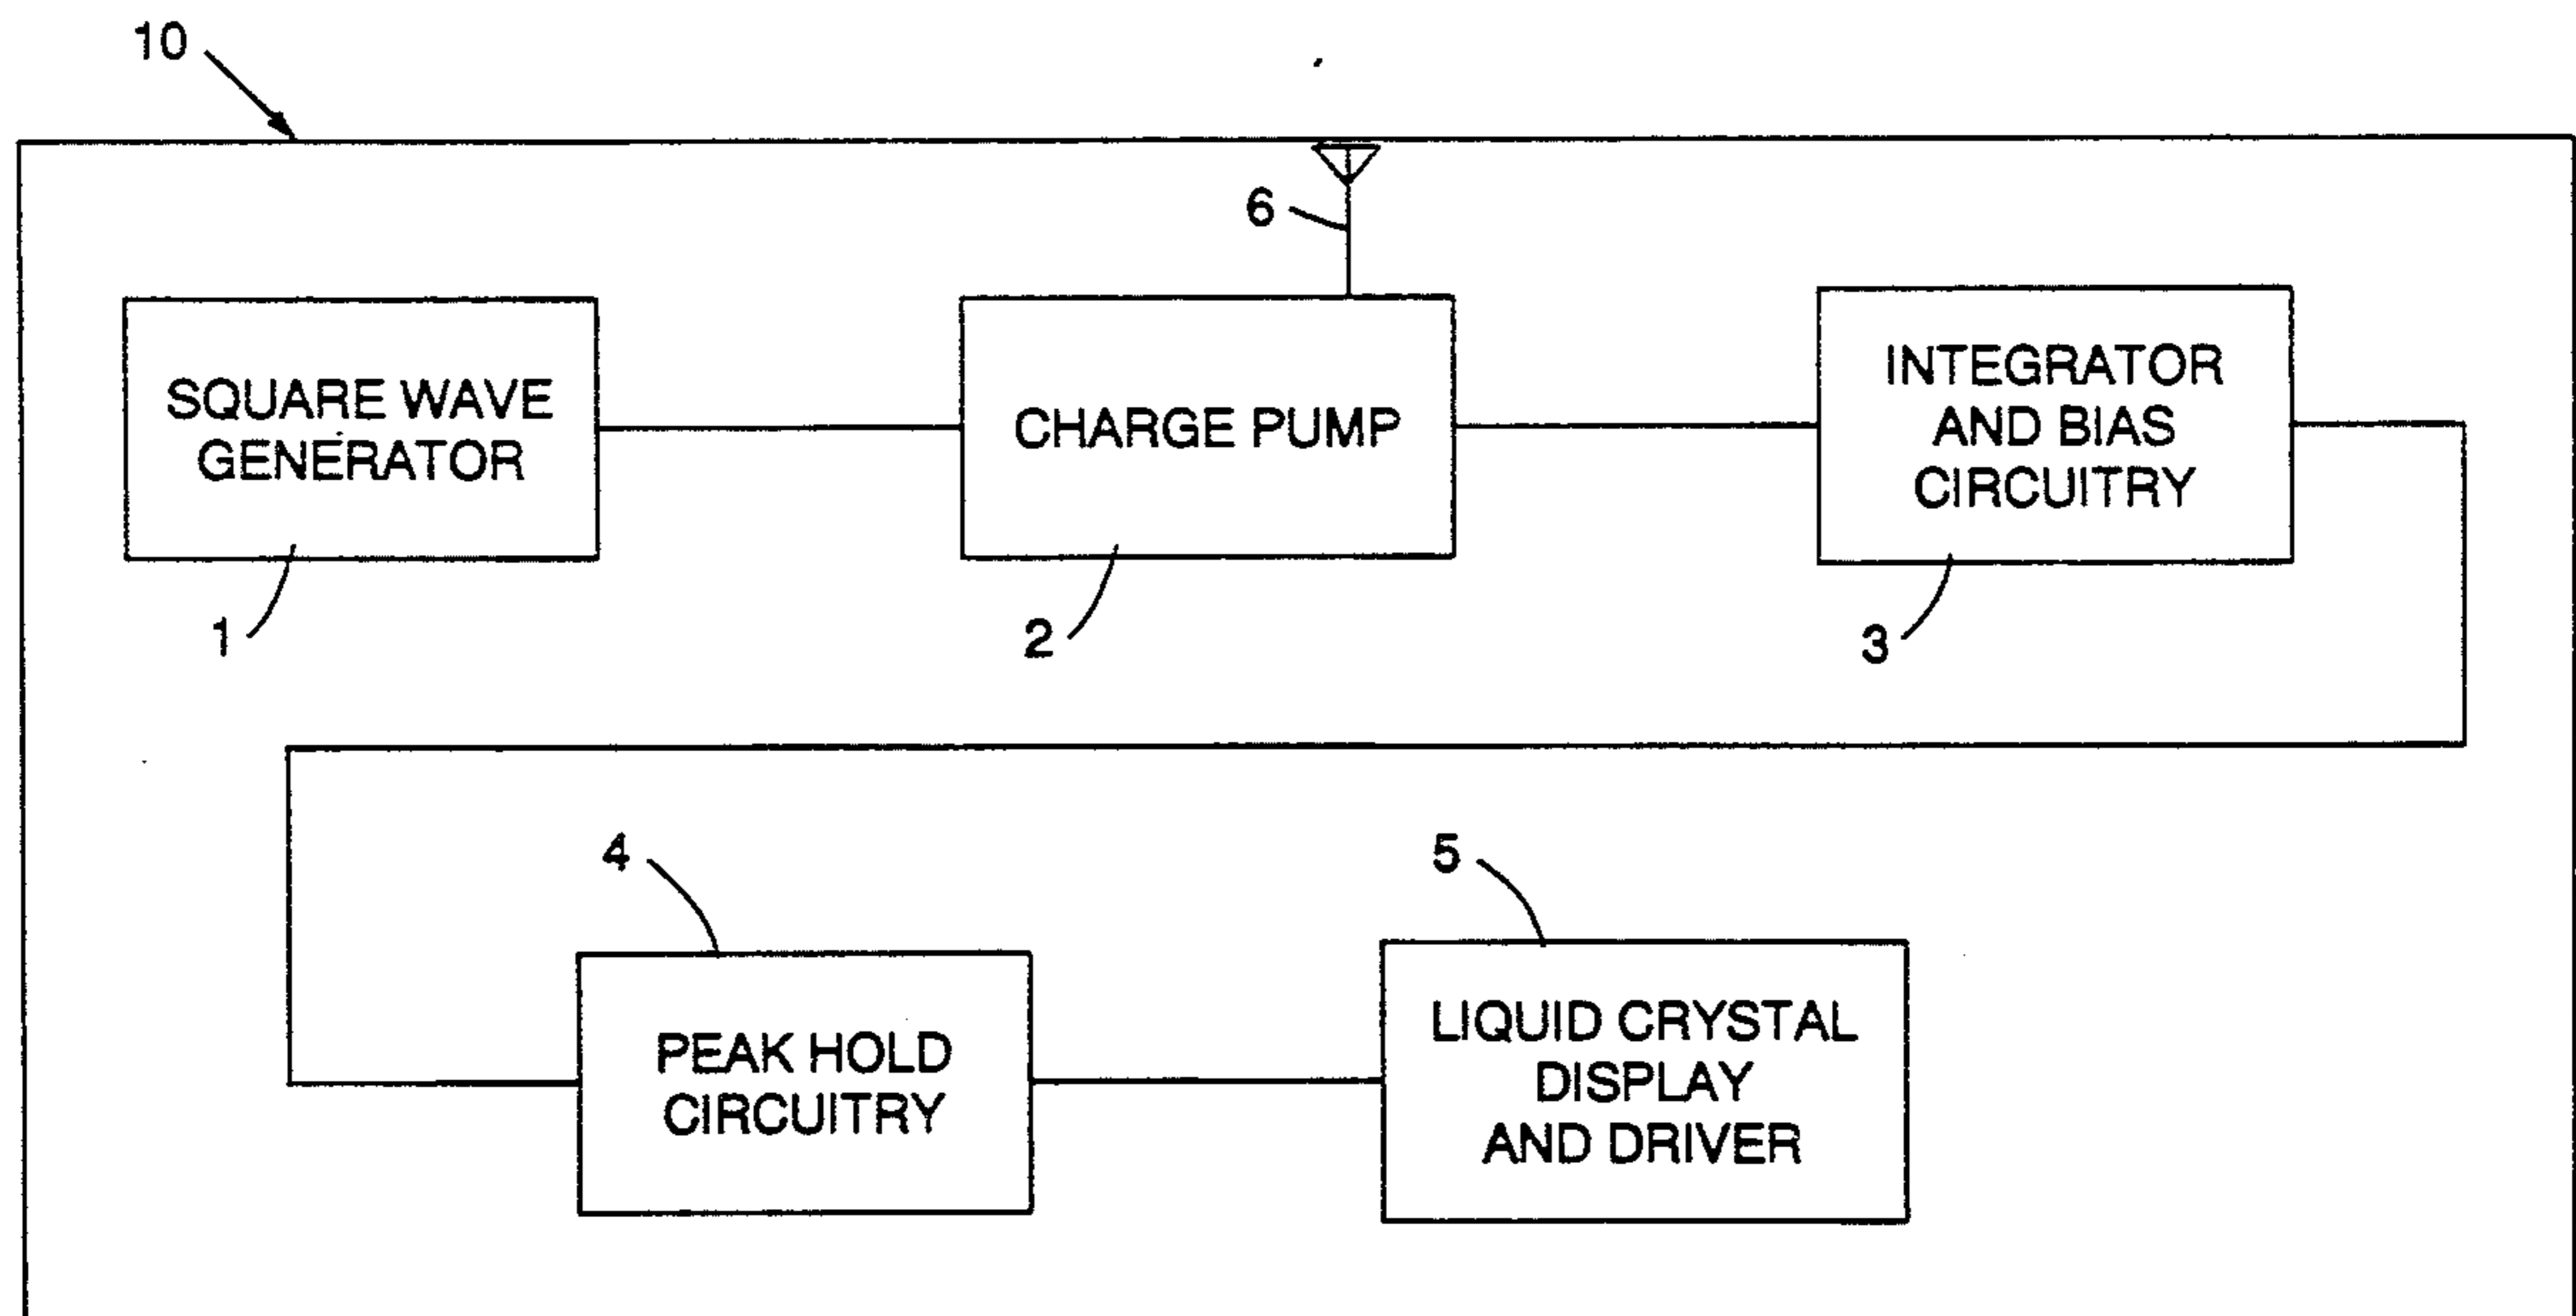 10
6
SQUARE WAVE
GENERATOR
1
CHARGE PUMP
2
INTEGRATOR
AND BIAS
CIRCUITRY
3
4
PEAK HOLD
CIRCUITRY
5
LIQUID CRYSTAL
DISPLAY
AND DRIVER